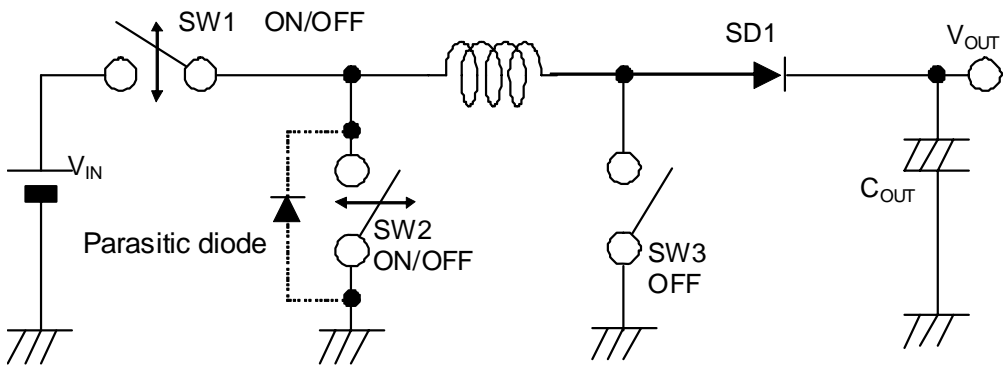 SW1 ON/OFF
SD1
VOUT
VIN
COUT
Parasitic diode
SW2
ON/OFF
SW3
OFF